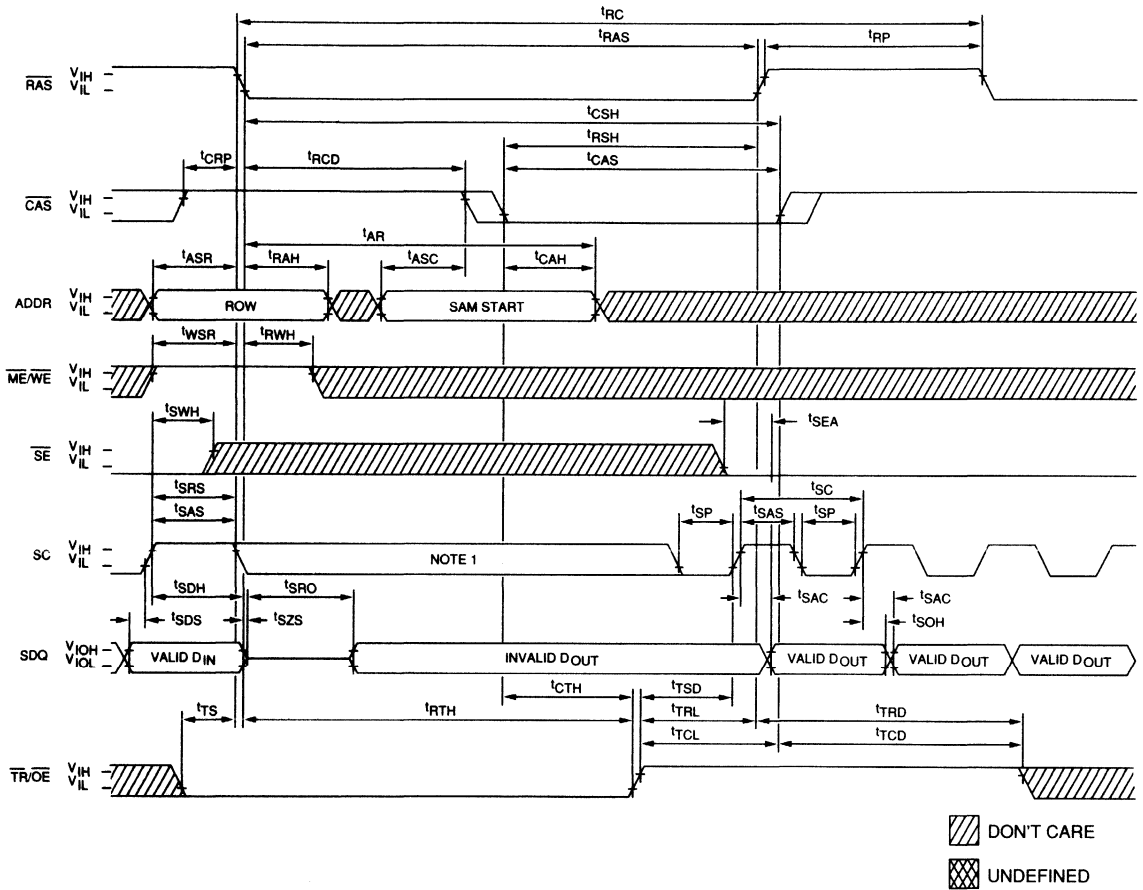 tRC
tRAS
tRP
RAS VIH VIL
tCSH
tRSH
tCRP tRCD tCAS
CAS VIH VIL
tAR
tASR tRAH tASC tCAH
ADDR VIH VIL ROW SAM START
tWSR tRWH
ME/WE VIH VIL
tSWH tSEA
SE VIH VIL
tSRS tSC
tSAS tSP tSAS tSP
SC VIH VIL NOTE 1
tSDH tSRO
tSDS tSZS tSAC tSAC
tSOH
SDQ VIOH VIOL VALID DIN INVALID DOUT VALID DOUT VALID DOUT VALID DOUT
tCTH tTSD
tTS tRTH tTRL tTRD
tTCL tTCD
TR/OE VIH VIL
DON'T CARE
UNDEFINED